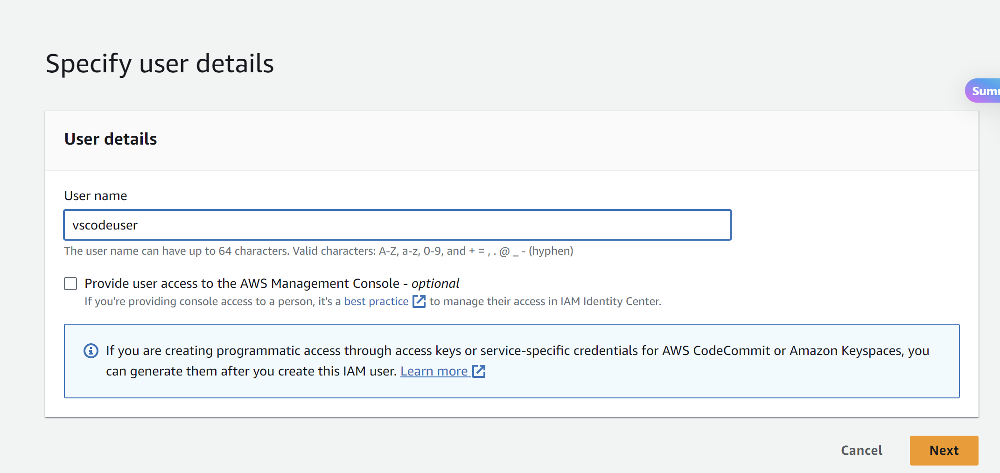 Specify user details
User details
User name
vscodeuser
The user name can have up to 64 characters. Valid characters: A-Z, a-z, 0-9, and + = , . @ _ - (hyphen)
Provide user access to the AWS Management Console - optional
If you're providing console access to a person, it's a best practice to manage their access in IAM Identity Center.
If you are creating programmatic access through access keys or service-specific credentials for AWS CodeCommit or Amazon Keyspaces, you
can generate them after you create this IAM user. Learn more
Cancel Next